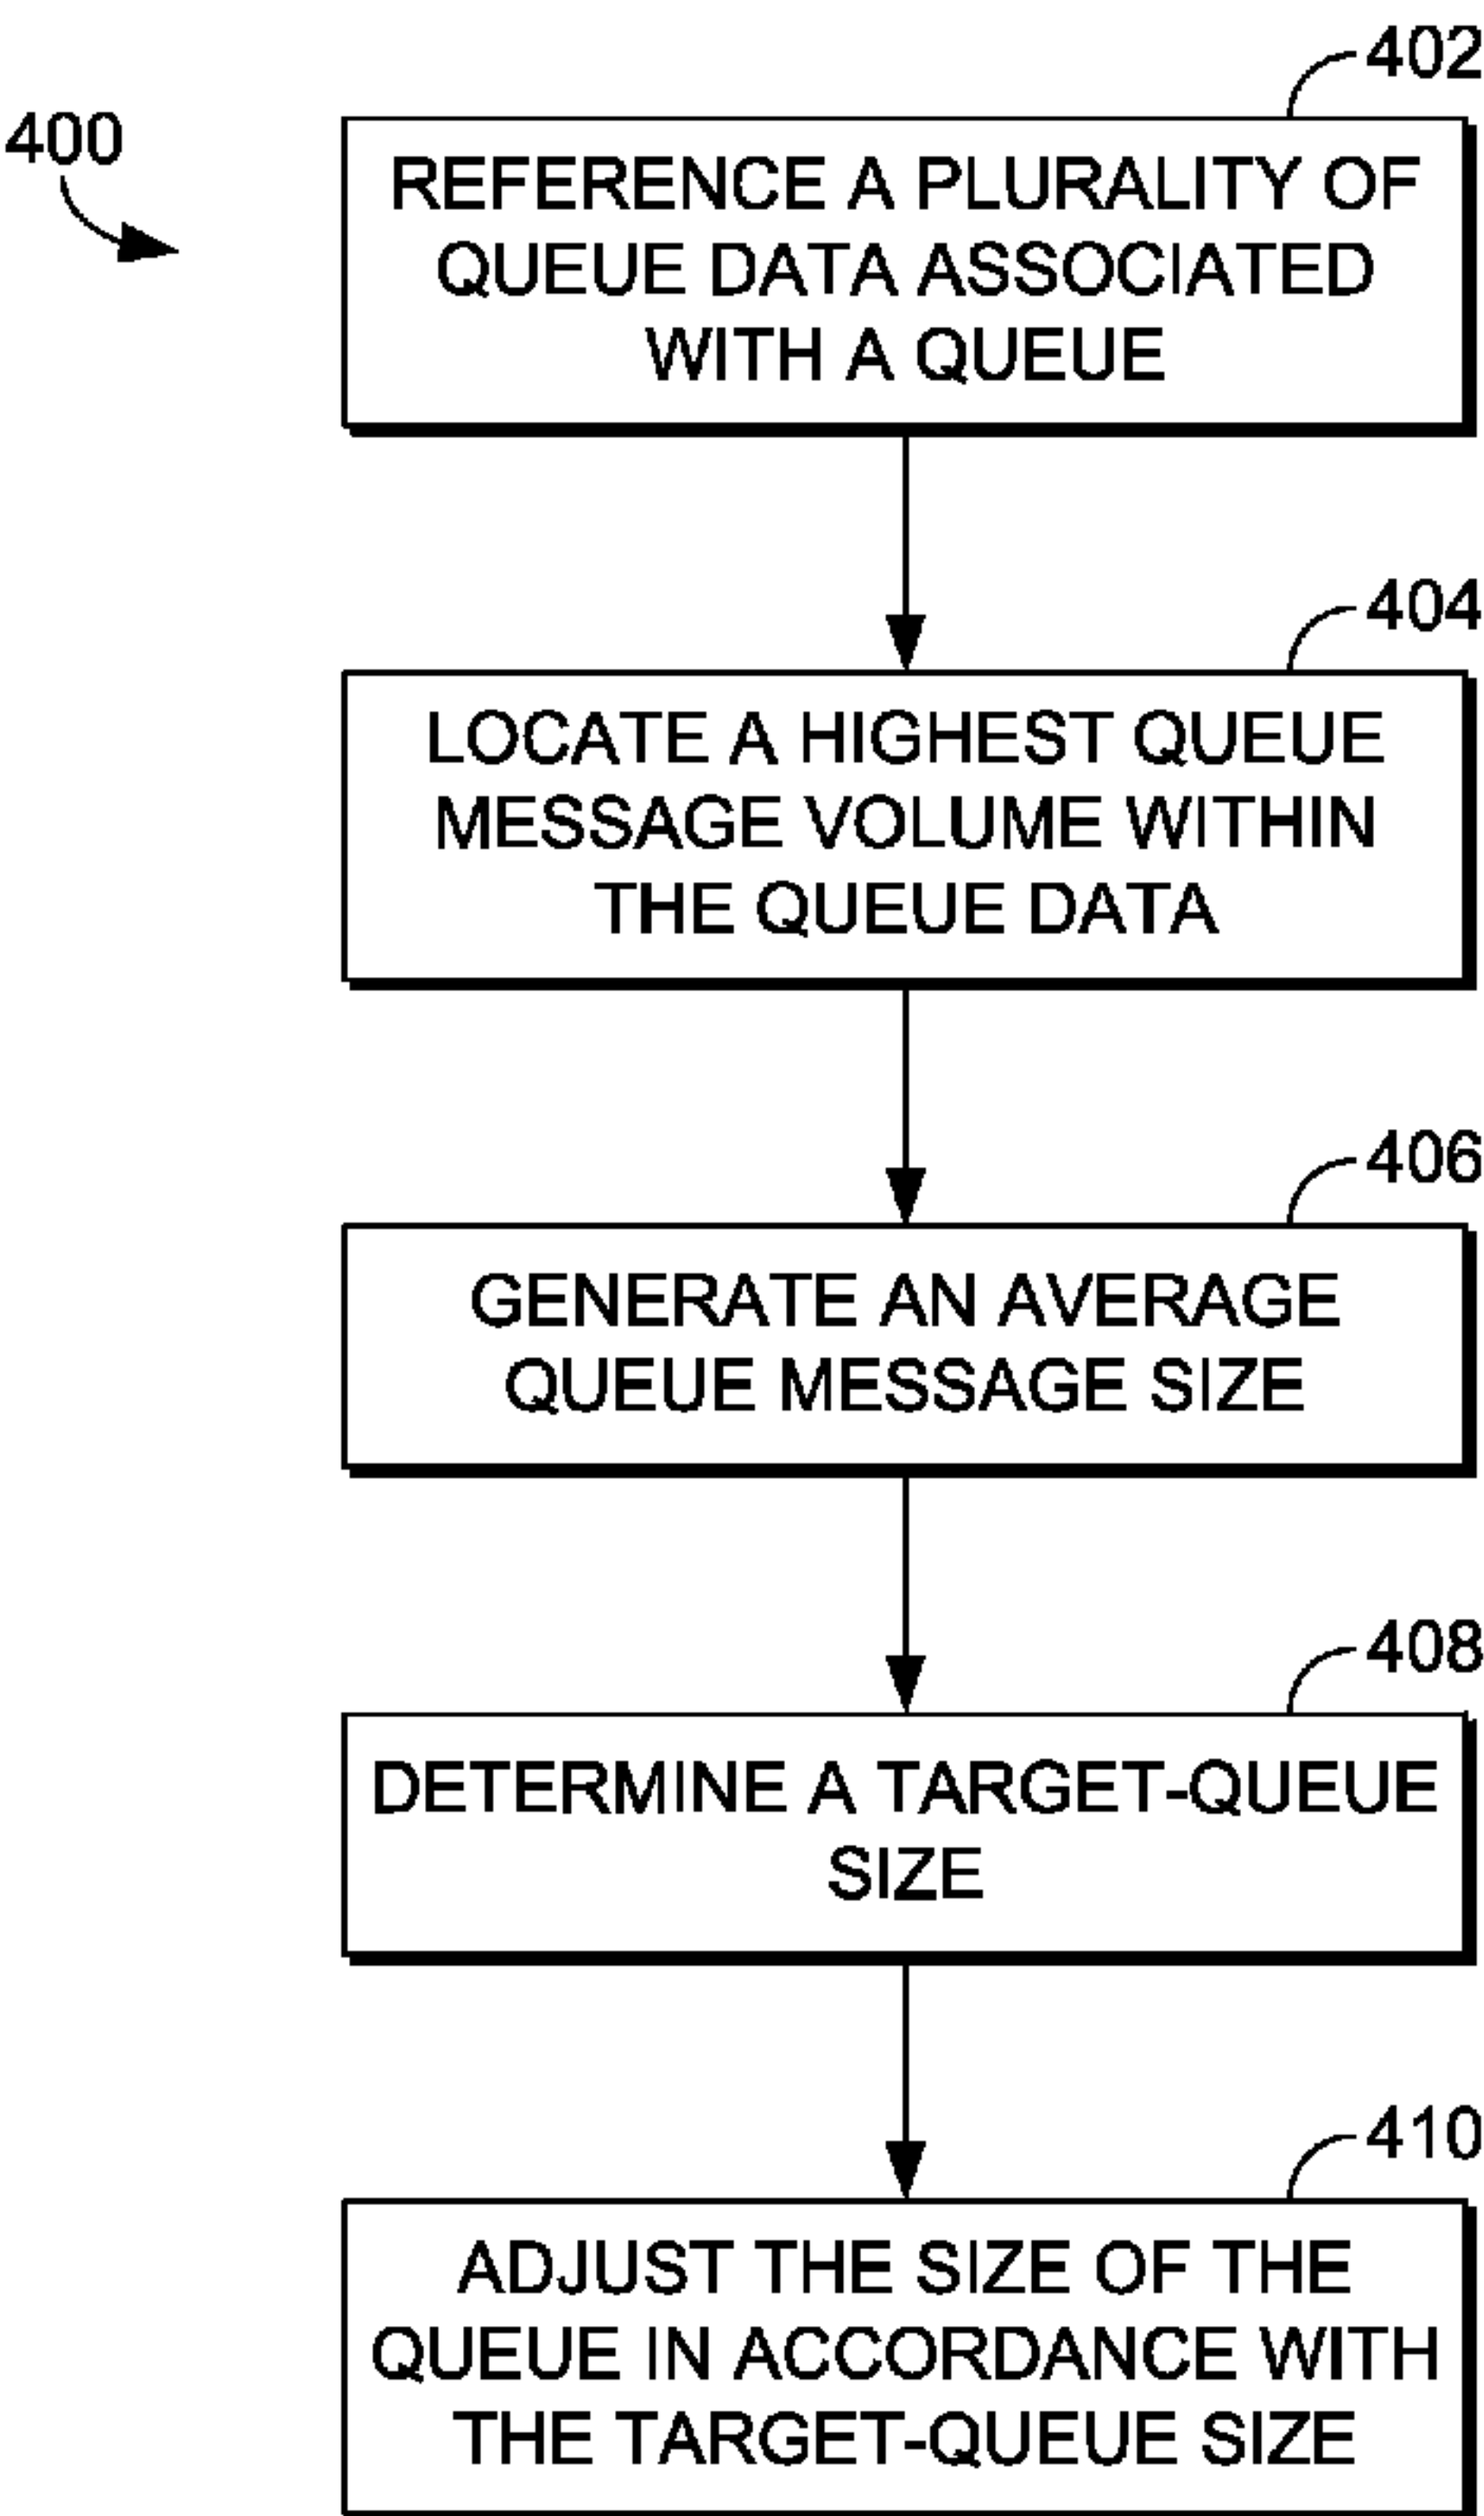 402
400
REFERENCE A PLURALITY OF
QUEUE DATA ASSOCIATED
WITH A QUEUE
404
LOCATE A HIGHEST QUEUE
MESSAGE VOLUME WITHIN
THE QUEUE DATA
406
GENERATE AN AVERAGE
QUEUE MESSAGE SIZE
408
DETERMINE A TARGET-QUEUE
SIZE
410
ADJUST THE SIZE OF THE
QUEUE IN ACCORDANCE WITH
THE TARGET-QUEUE SIZE